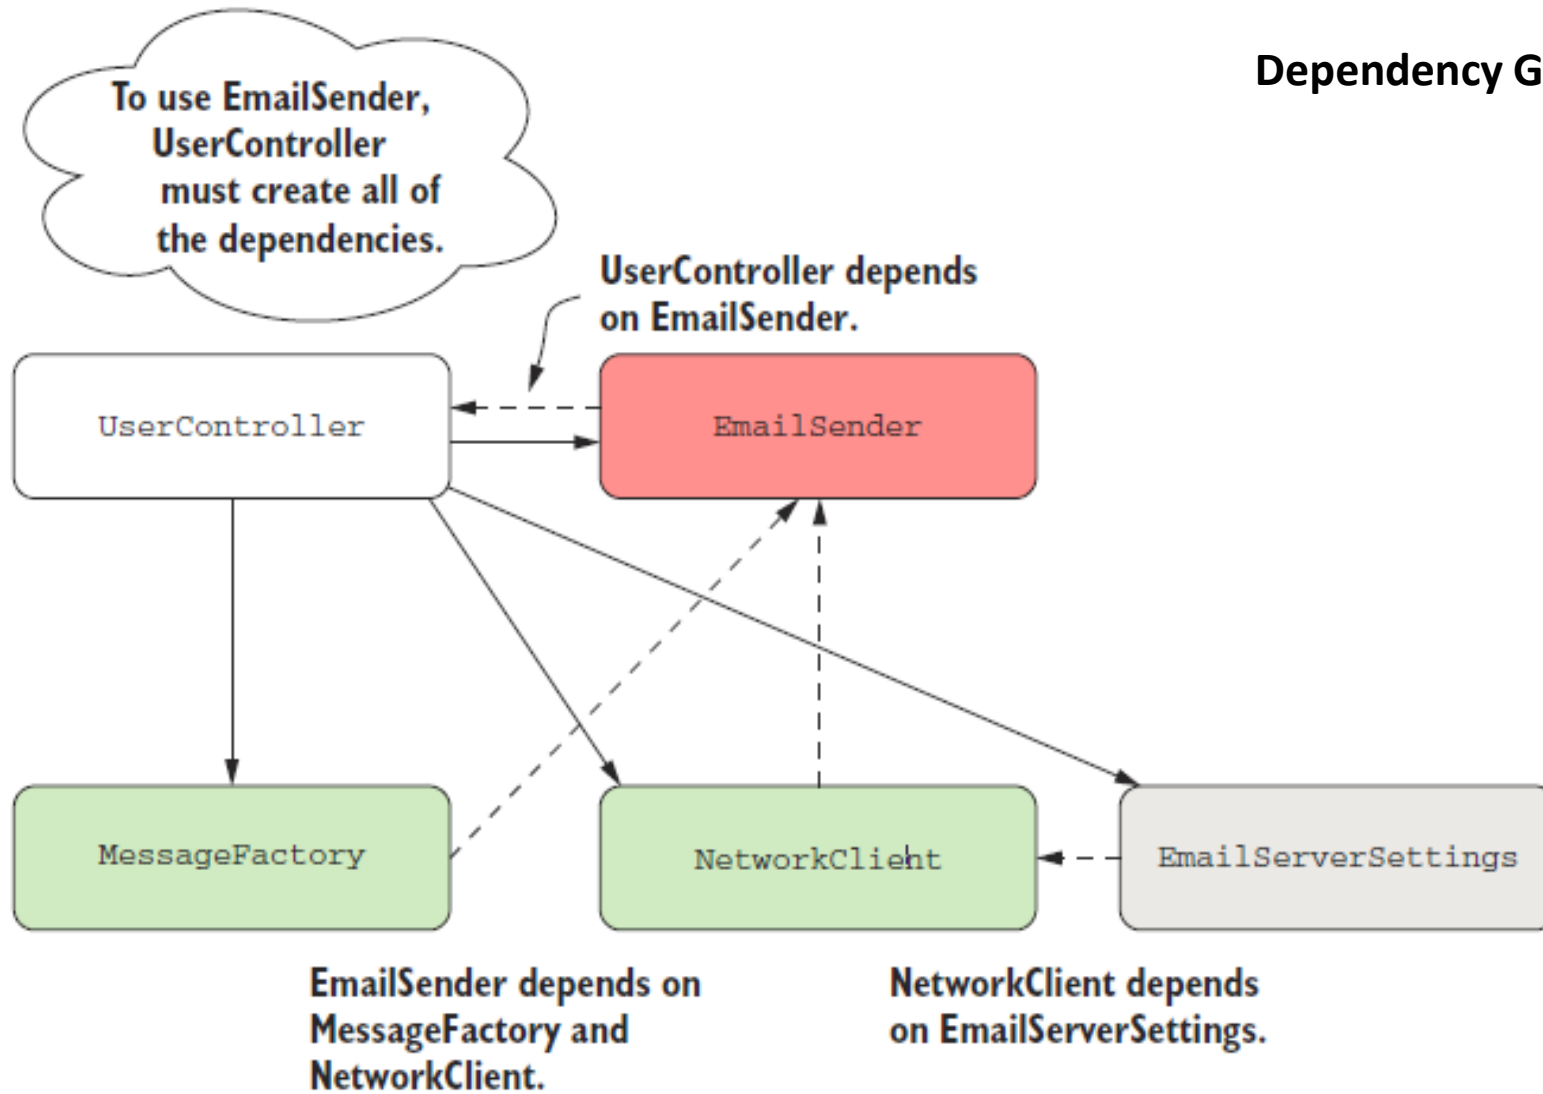 Dependency G
To use EmailSender,
UserController
must create all of
the dependencies.
UserController depends
on EmailSender.
UserController
EmailSender
MessageFactory
NetworkClient
EmailServerSettings
EmailSender depends on
MessageFactory and
NetworkClient.
NetworkClient depends
on EmailServerSettings.